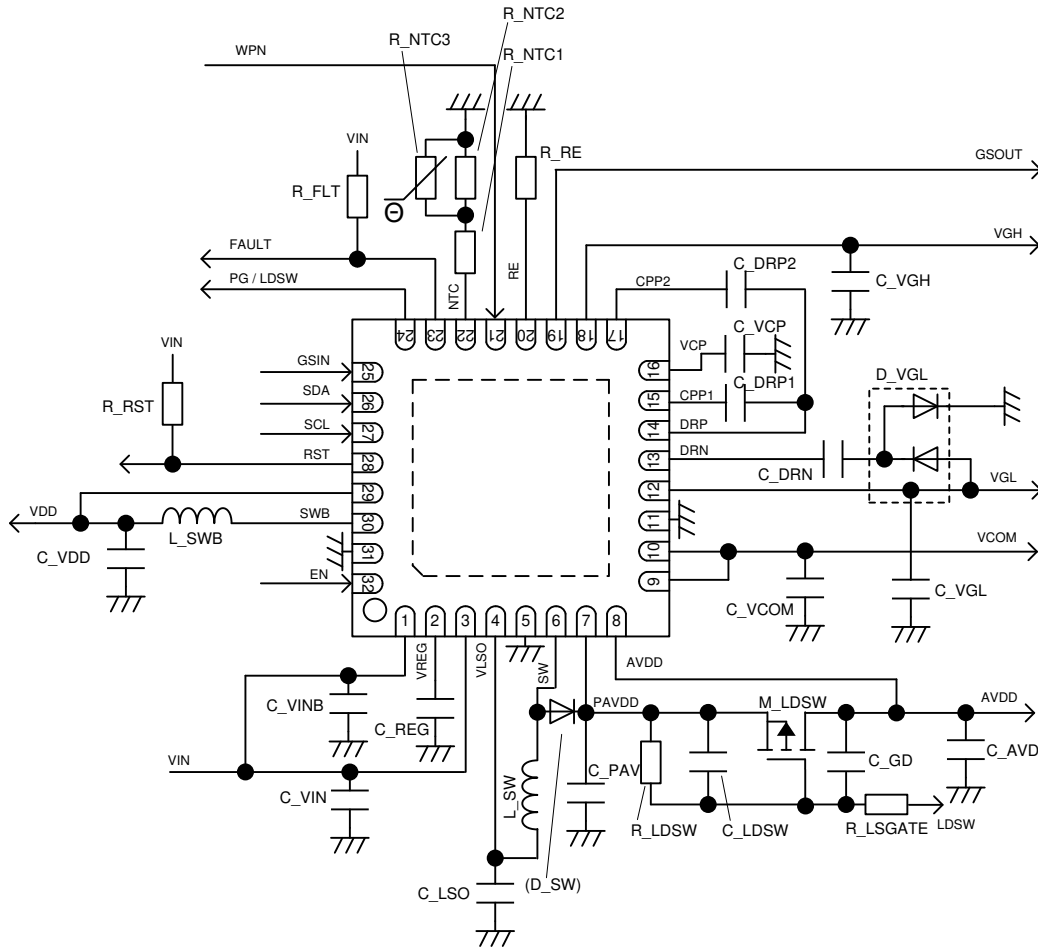 R_NTC2
R_NTC3
R_NTC1
WPN
VIN
R_FLT
Θ
R_RE
GSOUT
FAULT
PG / LDSW
NTC
RE
VGH
C_DRP2
CPP2
C_VGH
24
23
22
21
20
19
18
17
VIN
R_RST
GSIN
SDA
SCL
RST
VDD
SWB
L_SWB
C_VDD
EN
25
26
27
28
29
30
31
32
16
15
14
13
12
11
10
9
VCP
C_VCP
C_DRP1
CPP1
DRP
DRN
C_DRN
D_VGL
VGL
VCOM
C_VCOM
C_VGL
1
2
3
4
5
6
7
8
VREG
VLSO
SW
AVDD
C_VINB
C_REG
VIN
C_VIN
PAVDD
M_LDSW
AVDD
L_SW
C_PAV
C_GD
C_AVD
R_LDSW
C_LDSW
R_LSGATE
LDSW
C_LSO
(D_SW)